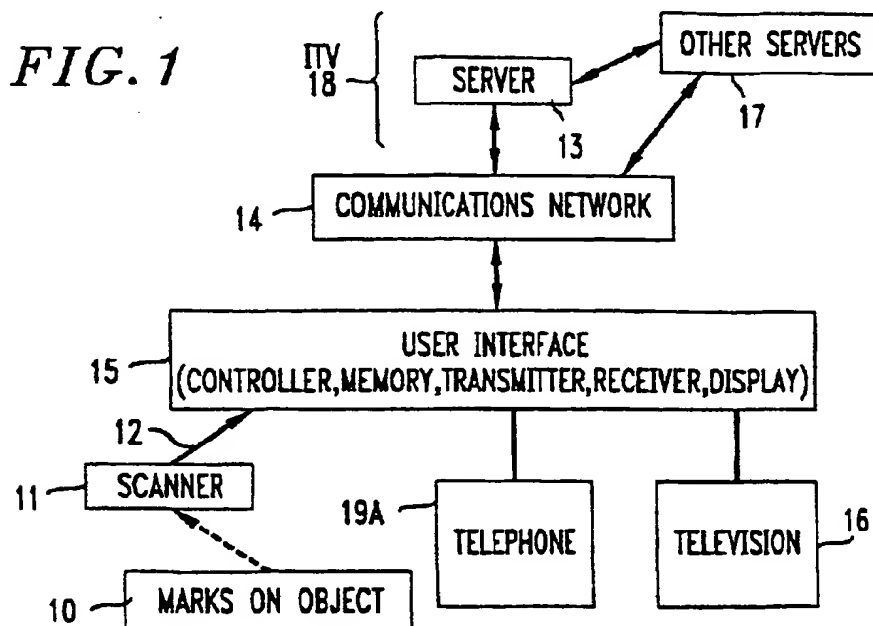 FIG. 1
ITV
18
SERVER
13
OTHER SERVERS
17
14
COMMUNICATIONS NETWORK
15
USER INTERFACE
(CONTROLLER,MEMORY,TRANSMITTER,RECEIVER,DISPLAY)
12
11
SCANNER
19A
TELEPHONE
TELEVISION
16
10
MARKS ON OBJECT